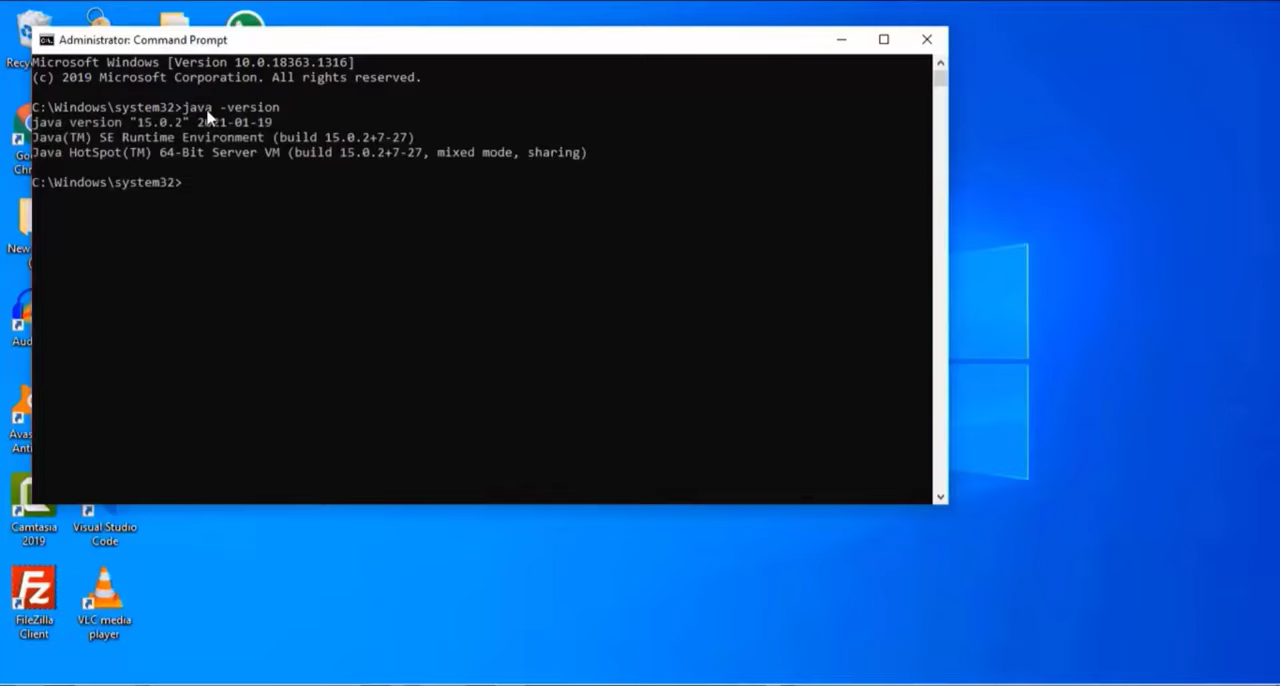 Administrator: Command Prompt
Microsoft Windows [Version 10.0.18363.1316]
(c) 2019 Microsoft Corporation. All rights reserved.
C:\Windows\system32>java -version
java version "15.0.2" 2021-01-19
Java(TM) SE Runtime Environment (build 15.0.2+7-27)
Java HotSpot(TM) 64-Bit Server VM (build 15.0.2+7-27, mixed mode, sharing)
C:\Windows\system32>
Recy
Go
Chr
New
Aud
Avas
Anti
Camtasia
2019
Visual Studio
Code
FileZilla
Client
VLC media
player